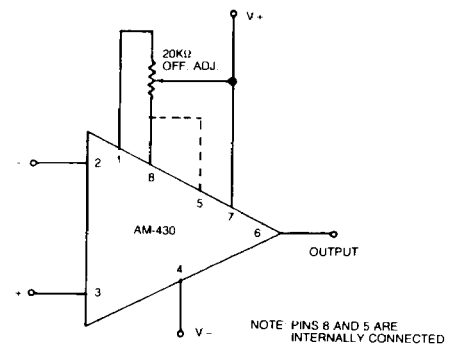 V+
20KΩ
OFF. ADJ.
1
8
5
7
2
-
AM-430
6
OUTPUT
3
+
4
V-
NOTE: PINS 8 AND 5 ARE
INTERNALLY CONNECTED